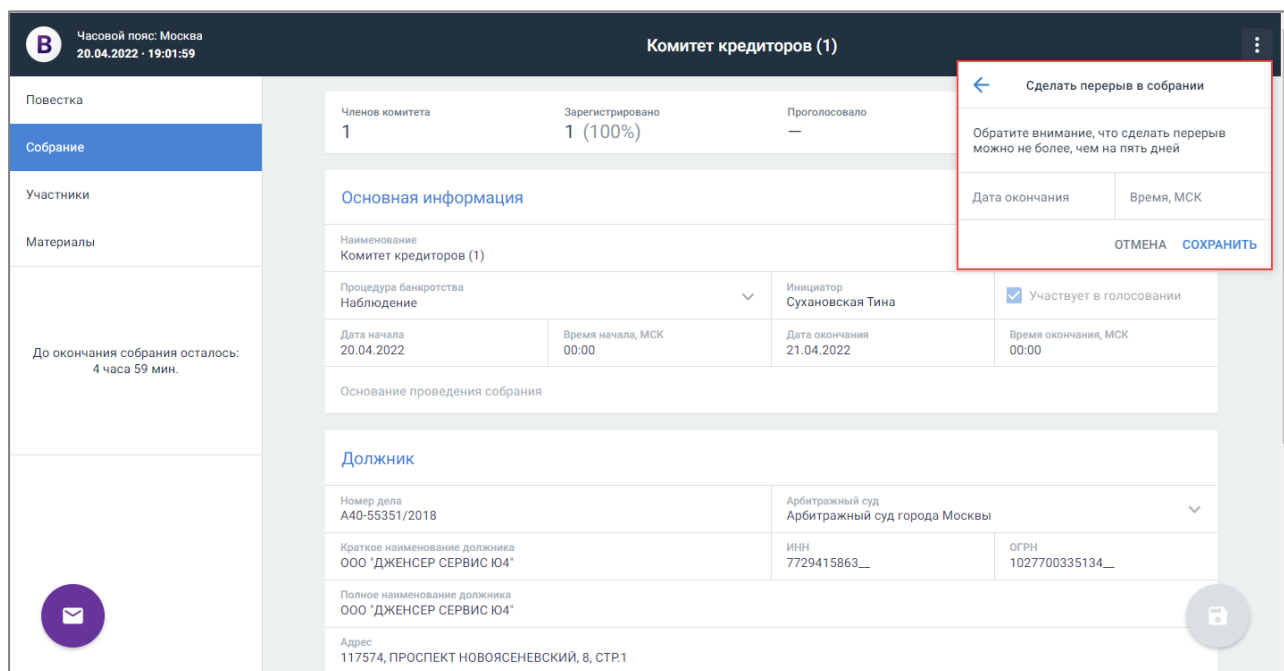 В
Часовой пояс: Москва
20.04.2022 · 19:01:59
Комитет кредиторов (1)
Повестка
Собрание
Участники
Материалы
До окончания собрания осталось:
4 часа 59 мин.
Членов комитета
1
Зарегистрировано
1 (100%)
Проголосовало
—
Сделать перерыв в собрании
Обратите внимание, что сделать перерыв
можно не более, чем на пять дней
Дата окончания
Время, МСК
ОТМЕНА СОХРАНИТЬ
Основная информация
Наименование
Комитет кредиторов (1)
Процедура банкротства
Наблюдение
Инициатор
Сухановская Тина
Участвует в голосовании
Дата начала
20.04.2022
Время начала, МСК
00:00
Дата окончания
21.04.2022
Время окончания, МСК
00:00
Основание проведения собрания
Должник
Номер дела
А40-55351/2018
Арбитражный суд
Арбитражный суд города Москвы
Краткое наименование должника
ООО "ДЖЕНСЕР СЕРВИС Ю4"
ИНН
7729415863__
ОГРН
1027700335134__
Полное наименование должника
ООО "ДЖЕНСЕР СЕРВИС Ю4"
Адрес
117574, ПРОСПЕКТ НОВОЯСЕНЕВСКИЙ, 8, СТР.1